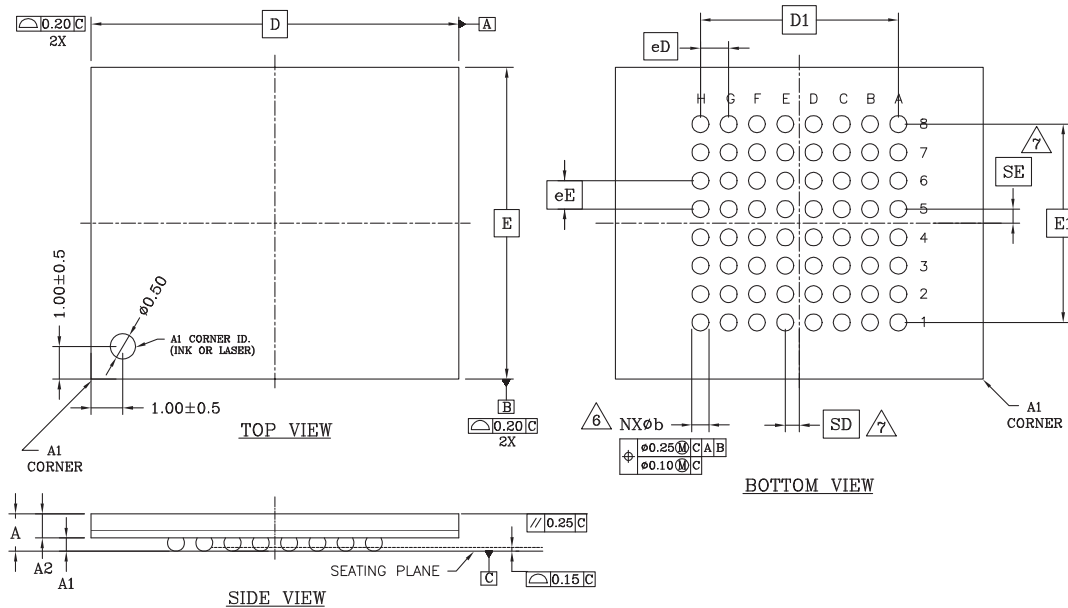 ⌓ 0.20 C
2X
D
A
E
1.00±0.5
ø0.50
A1 CORNER ID.
(INK OR LASER)
1.00±0.5
A1
CORNER
B
⌓ 0.20 C
2X
TOP VIEW
D1
eD
H G F E D C B A
8
7
6
5
4
3
2
1
7
SE
eE
E1
6 NXøb
⌖ ø0.25Ⓜ C A B
ø0.10Ⓜ C
SD 7
A1
CORNER
BOTTOM VIEW
A
A2
A1
// 0.25 C
SEATING PLANE
C
⌓ 0.15 C
SIDE VIEW